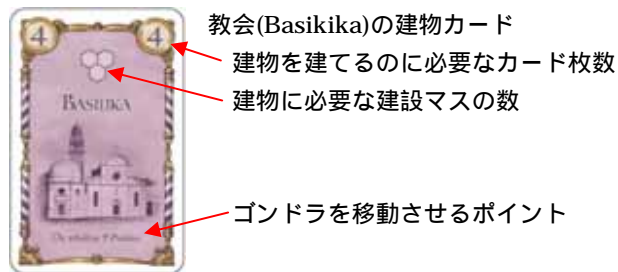 教会(Basikika)の建物カード
4 4
建物を建てるのに必要なカード枚数
建物に必要な建設マスの数
BASILIKA
ゴンドラを移動させるポイント